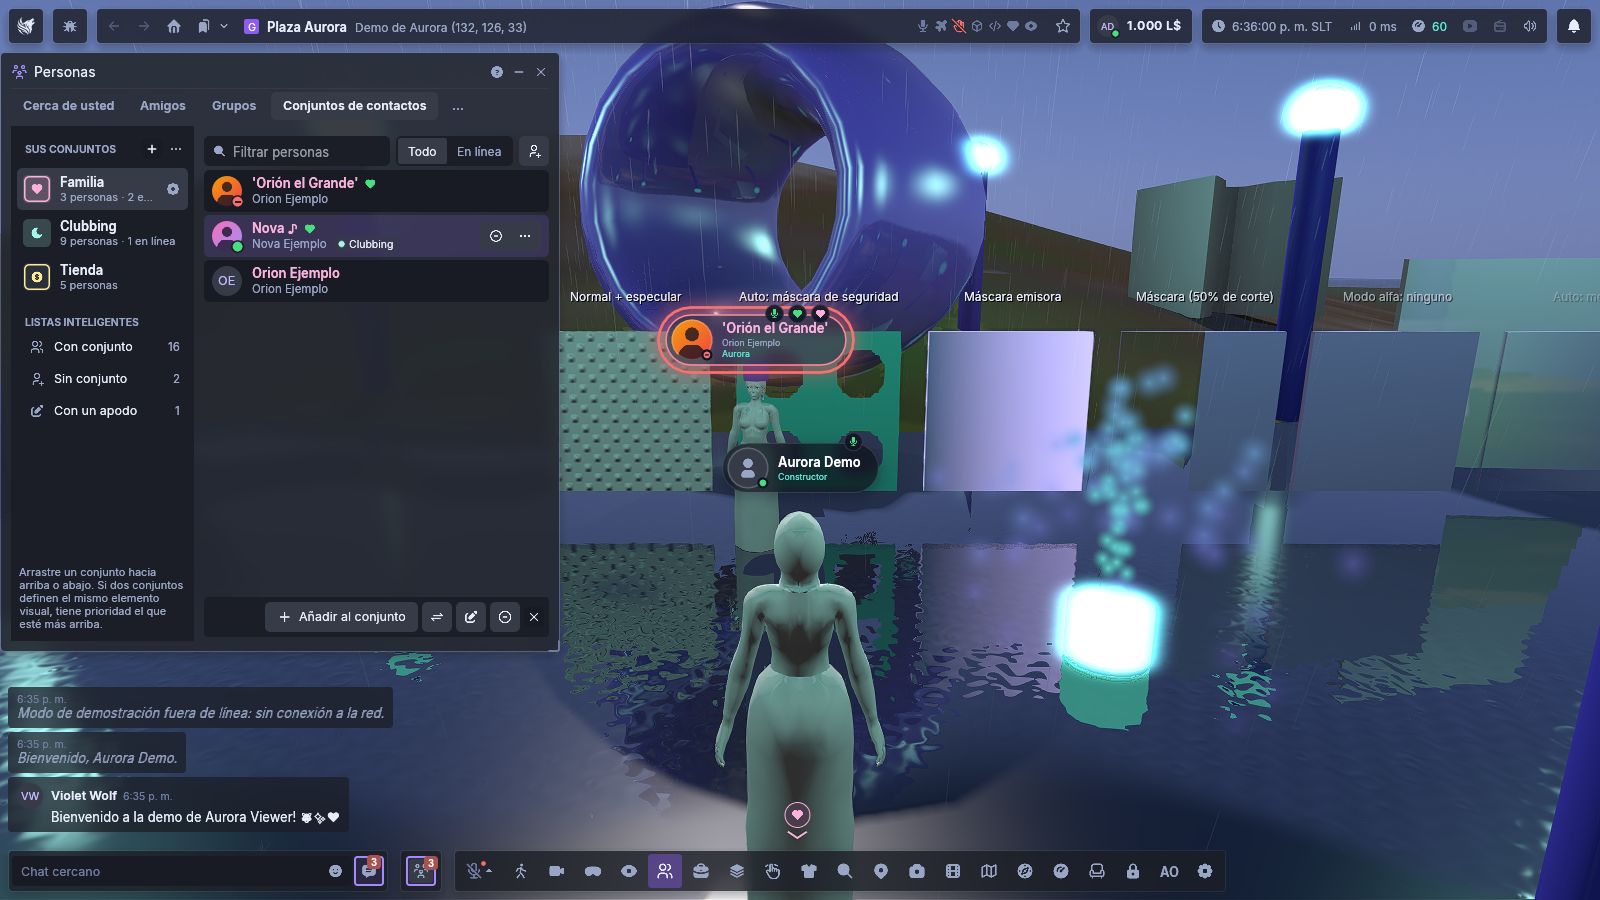 Plaza Aurora Demo de Aurora (132, 126, 33)
AD 1.000 L$
6:36:00 p. m. SLT 0 ms 60
Personas
Cerca de usted Amigos Grupos Conjuntos de contactos ...
SUS CONJUNTOS
Familia
3 personas · 2 e...
Clubbing
9 personas · 1 en línea
Tienda
5 personas
LISTAS INTELIGENTES
Con conjunto 16
Sin conjunto 2
Con un apodo 1
Arrastre un conjunto hacia
arriba o abajo. Si dos conjuntos
definen el mismo elemento
visual, tiene prioridad el que
esté más arriba.
Filtrar personas Todo En línea
'Orión el Grande'
Orion Ejemplo
Nova ♪
Nova Ejemplo Clubbing
OE
Orion Ejemplo
Orion Ejemplo
Añadir al conjunto
Normal + especular
Auto: máscara de seguridad
Máscara emisora
Máscara (50% de corte)
Modo alfa: ninguno
Auto: m
'Orión el Grande'
Orion Ejemplo
Aurora
Aurora Demo
Constructor
6:35 p. m.
Modo de demostración fuera de línea: sin conexión a la red.
6:35 p. m.
Bienvenido, Aurora Demo.
VW Violet Wolf 6:35 p. m.
Bienvenido a la demo de Aurora Viewer!
Chat cercano
3
3
AO